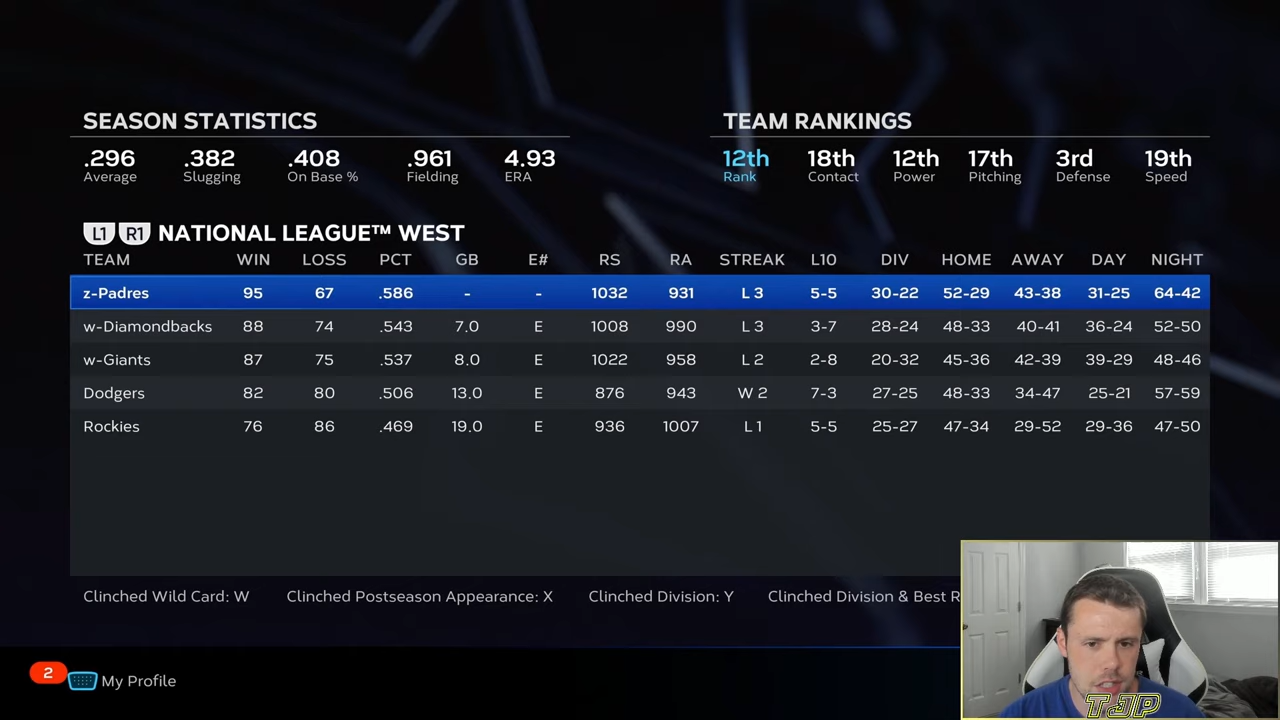 SEASON STATISTICS
.296 .382 .408 .961 4.93
Average Slugging On Base % Fielding ERA
TEAM RANKINGS
12th 18th 12th 17th 3rd 19th
Rank Contact Power Pitching Defense Speed
L1 R1 NATIONAL LEAGUE™ WEST
TEAM WIN LOSS PCT GB E# RS RA STREAK L10 DIV HOME AWAY DAY NIGHT
z-Padres 95 67 .586 - - 1032 931 L 3 5-5 30-22 52-29 43-38 31-25 64-42
w-Diamondbacks 88 74 .543 7.0 E 1008 990 L 3 3-7 28-24 48-33 40-41 36-24 52-50
w-Giants 87 75 .537 8.0 E 1022 958 L 2 2-8 20-32 45-36 42-39 39-29 48-46
Dodgers 82 80 .506 13.0 E 876 943 W 2 7-3 27-25 48-33 34-47 25-21 57-59
Rockies 76 86 .469 19.0 E 936 1007 L 1 5-5 25-27 47-34 29-52 29-36 47-50
Clinched Wild Card: W Clinched Postseason Appearance: X Clinched Division: Y Clinched Division & Best R
2 My Profile
TJP